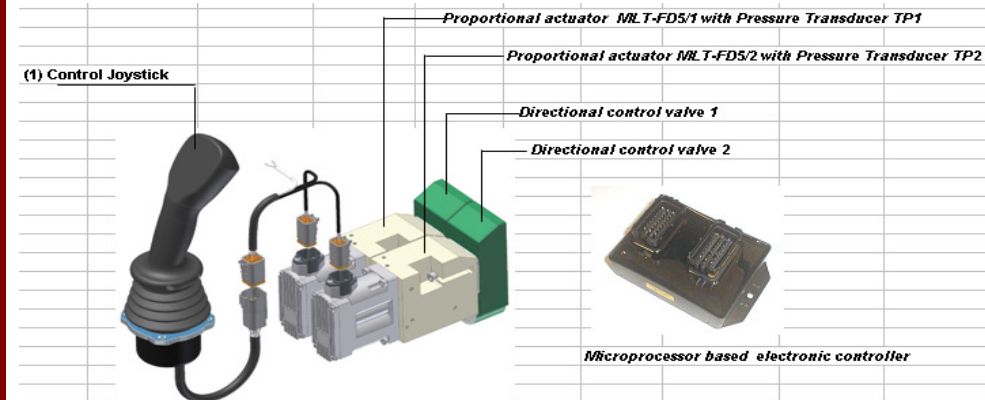 Proportional actuator MLT-FD5/1 with Pressure Transducer TP1
Proportional actuator MLT-FD5/2 with Pressure Transducer TP2
(1) Control Joystick
Directional control valve 1
Directional control valve 2
Microprocessor based electronic controller